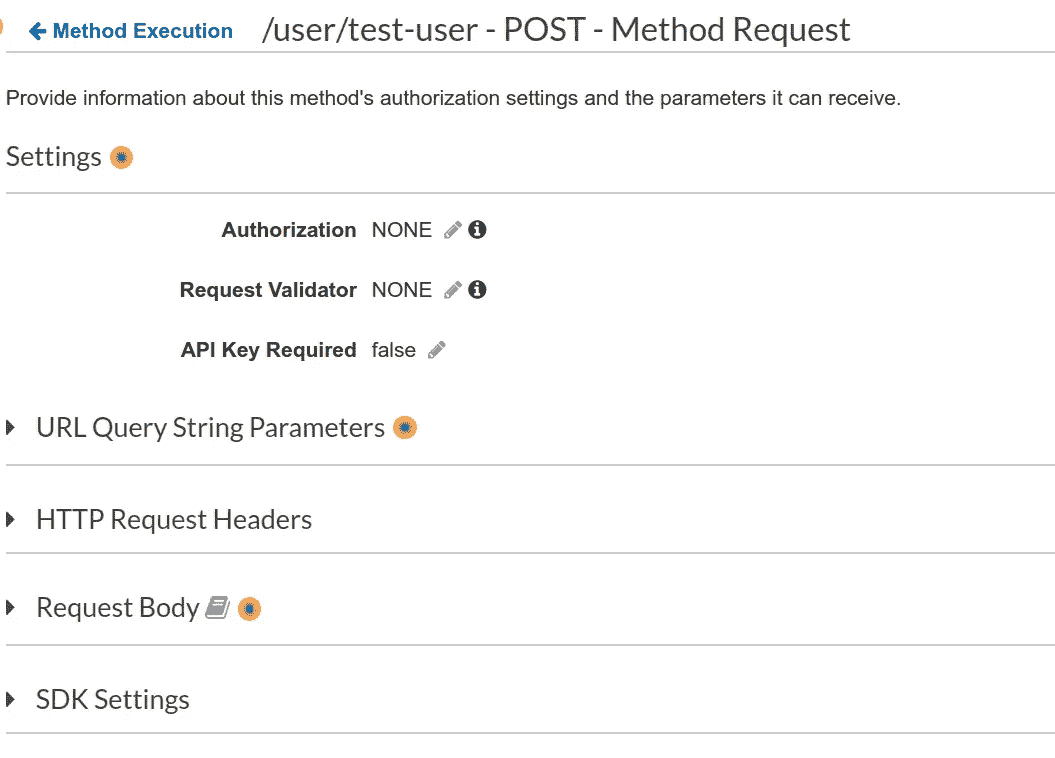 Method Execution /user/test-user - POST - Method Request
Provide information about this method's authorization settings and the parameters it can receive.
Settings
Authorization NONE
Request Validator NONE
API Key Required false
URL Query String Parameters
HTTP Request Headers
Request Body
SDK Settings